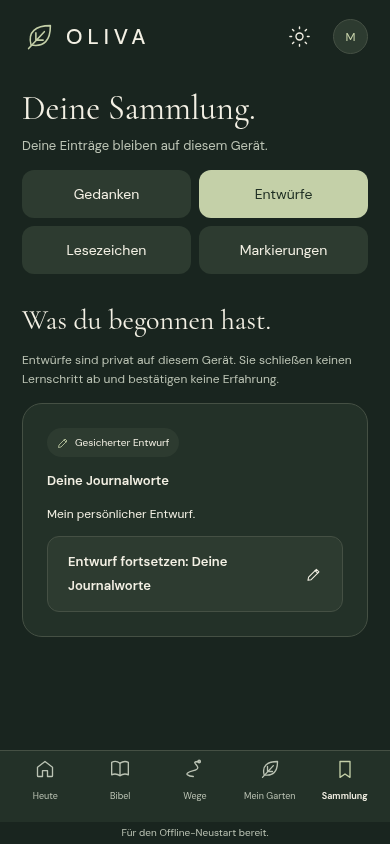 OLIVA
M
Deine Sammlung.
Deine Einträge bleiben auf diesem Gerät.
Gedanken
Entwürfe
Lesezeichen
Markierungen
Was du begonnen hast.
Entwürfe sind privat auf diesem Gerät. Sie schließen keinen
Lernschritt ab und bestätigen keine Erfahrung.
Gesicherter Entwurf
Deine Journalworte
Mein persönlicher Entwurf.
Entwurf fortsetzen: Deine
Journalworte
Heute
Bibel
Wege
Mein Garten
Sammlung
Für den Offline-Neustart bereit.